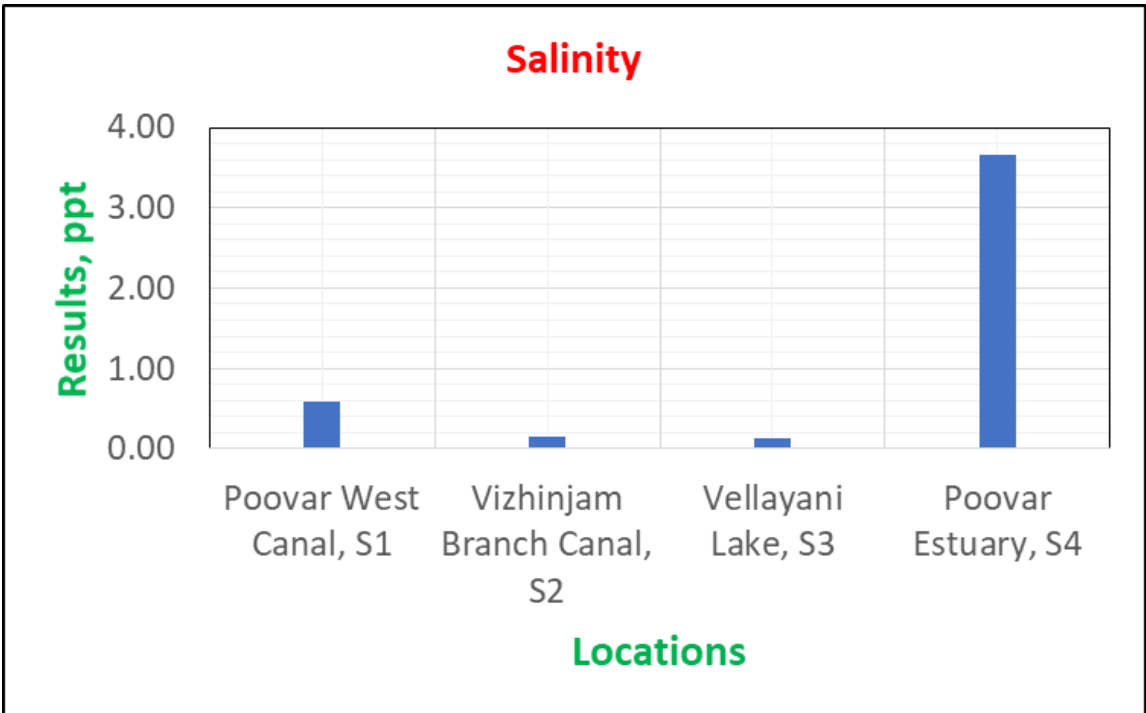 Salinity
Results, ppt
4.00
3.00
2.00
1.00
0.00
Poovar West
Canal, S1
Vizhinjam
Branch Canal,
S2
Vellayani
Lake, S3
Poovar
Estuary, S4
Locations